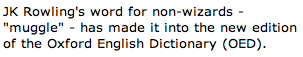 JK Rowling's word for non-wizards -
"muggle" - has made it into the new edition
of the Oxford English Dictionary (OED).